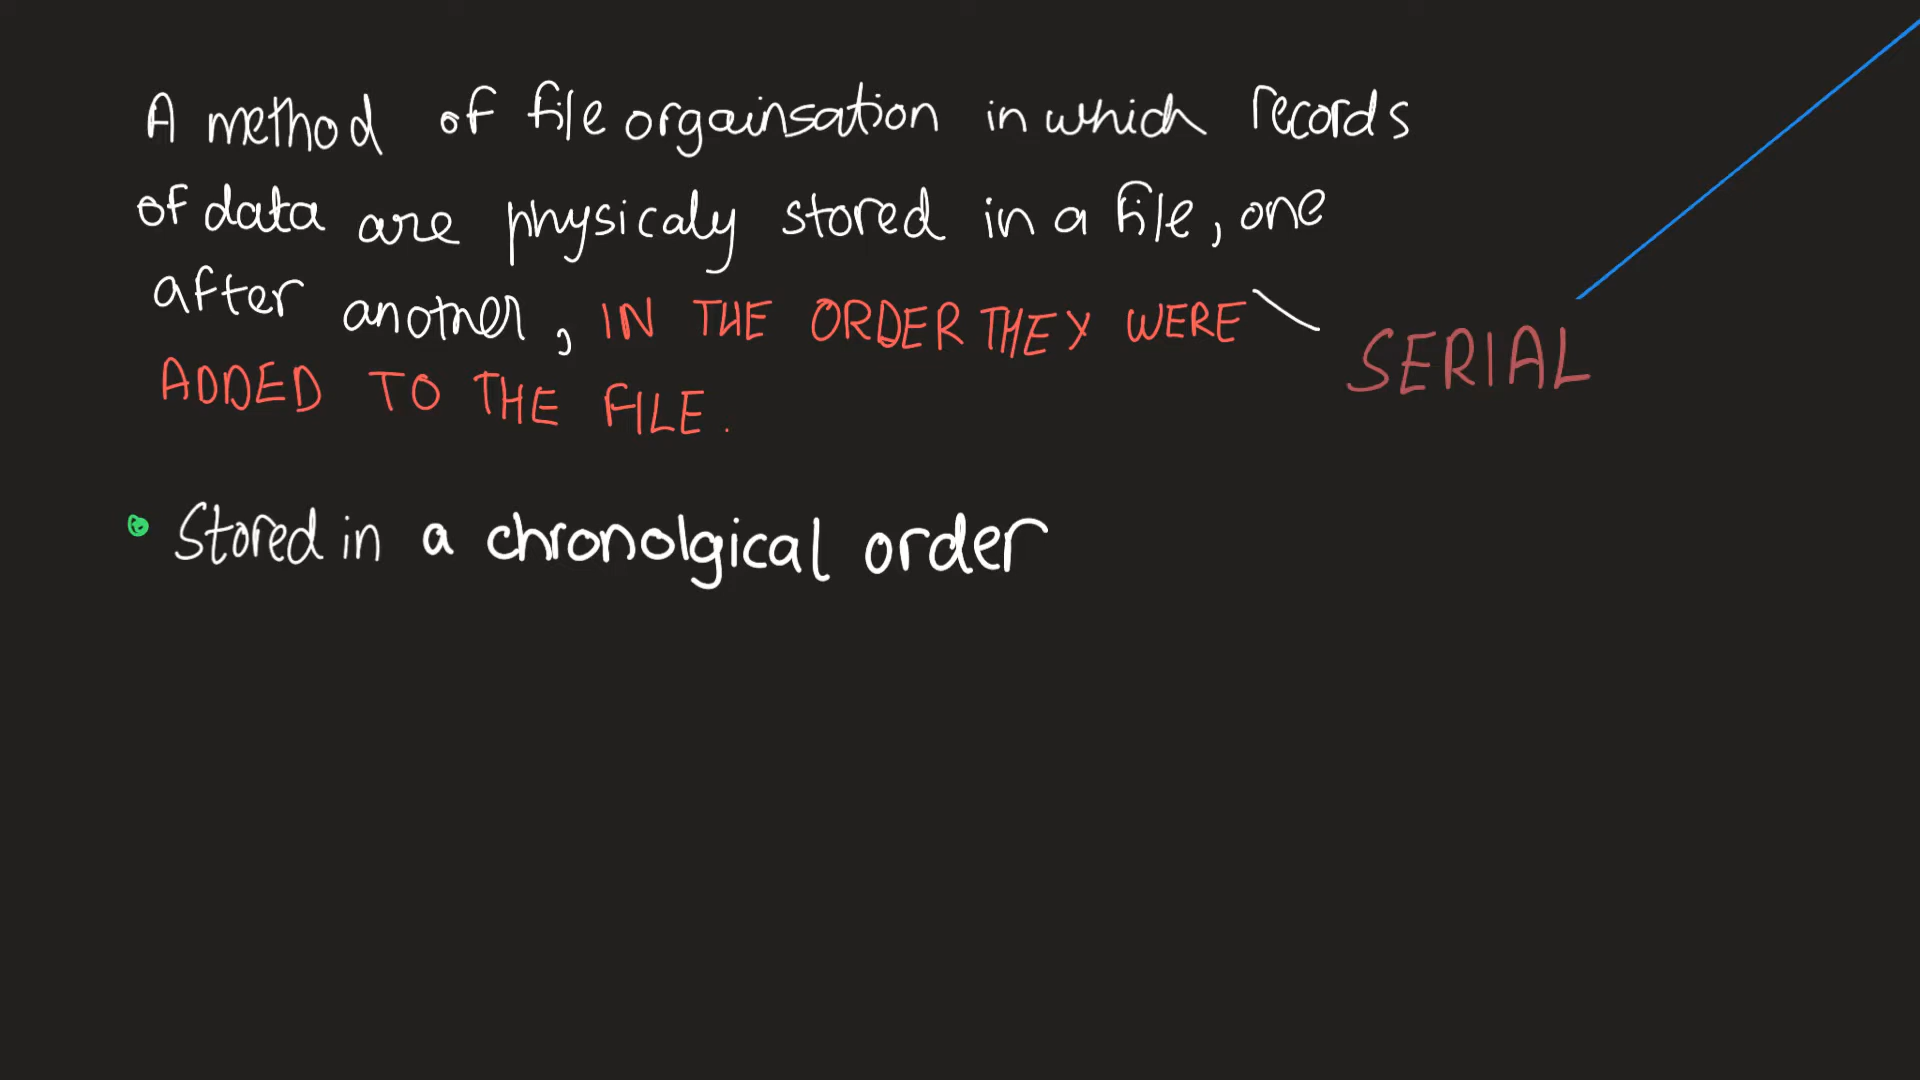 A method of file orgainsation in which records
of data are physicaly stored in a file, one
after another, IN THE ORDER THEY WERE
ADDED TO THE FILE.
SERIAL
Stored in a chronolgical order